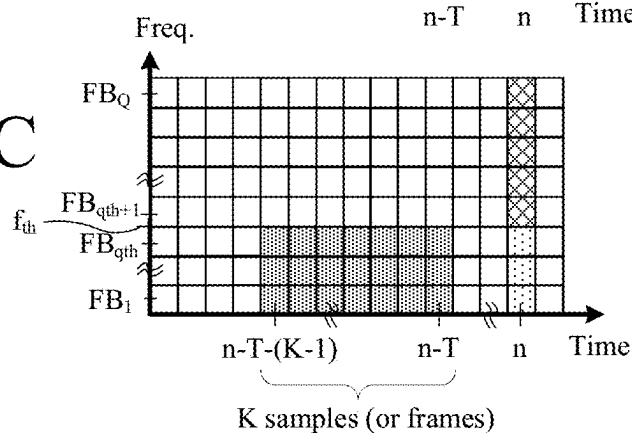 n-T n Time
Freq.
FB_Q
C
FB_qth+1
f_th
FB_qth
FB_1
n-T-(K-1) n-T n Time
K samples (or frames)